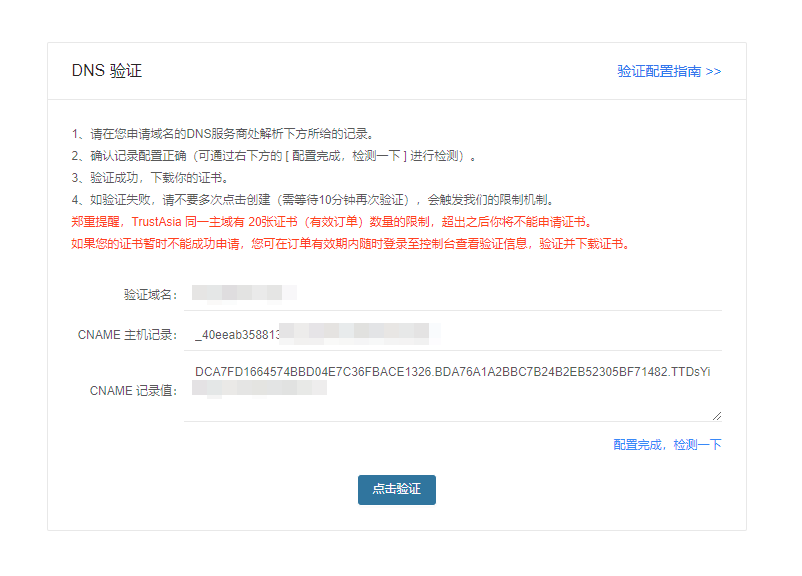 DNS 验证
验证配置指南 >>
1、请在您申请域名的DNS服务商处解析下方所给的记录。
2、确认记录配置正确（可通过右下方的 [ 配置完成，检测一下 ] 进行检测）。
3、验证成功，下载你的证书。
4、如验证失败，请不要多次点击创建（需等待10分钟再次验证），会触发我们的限制机制。
郑重提醒，TrustAsia 同一主域有 20张证书（有效订单）数量的限制，超出之后你将不能申请证书。
如果您的证书暂时不能成功申请，您可在订单有效期内随时登录至控制台查看验证信息，验证并下载证书。
验证域名：
CNAME 主机记录： _40eeab358813
CNAME 记录值： DCA7FD1664574BBD04E7C36FBACE1326.BDA76A1A2BBC7B24B2EB52305BF71482.TTDsYi
配置完成，检测一下
点击验证